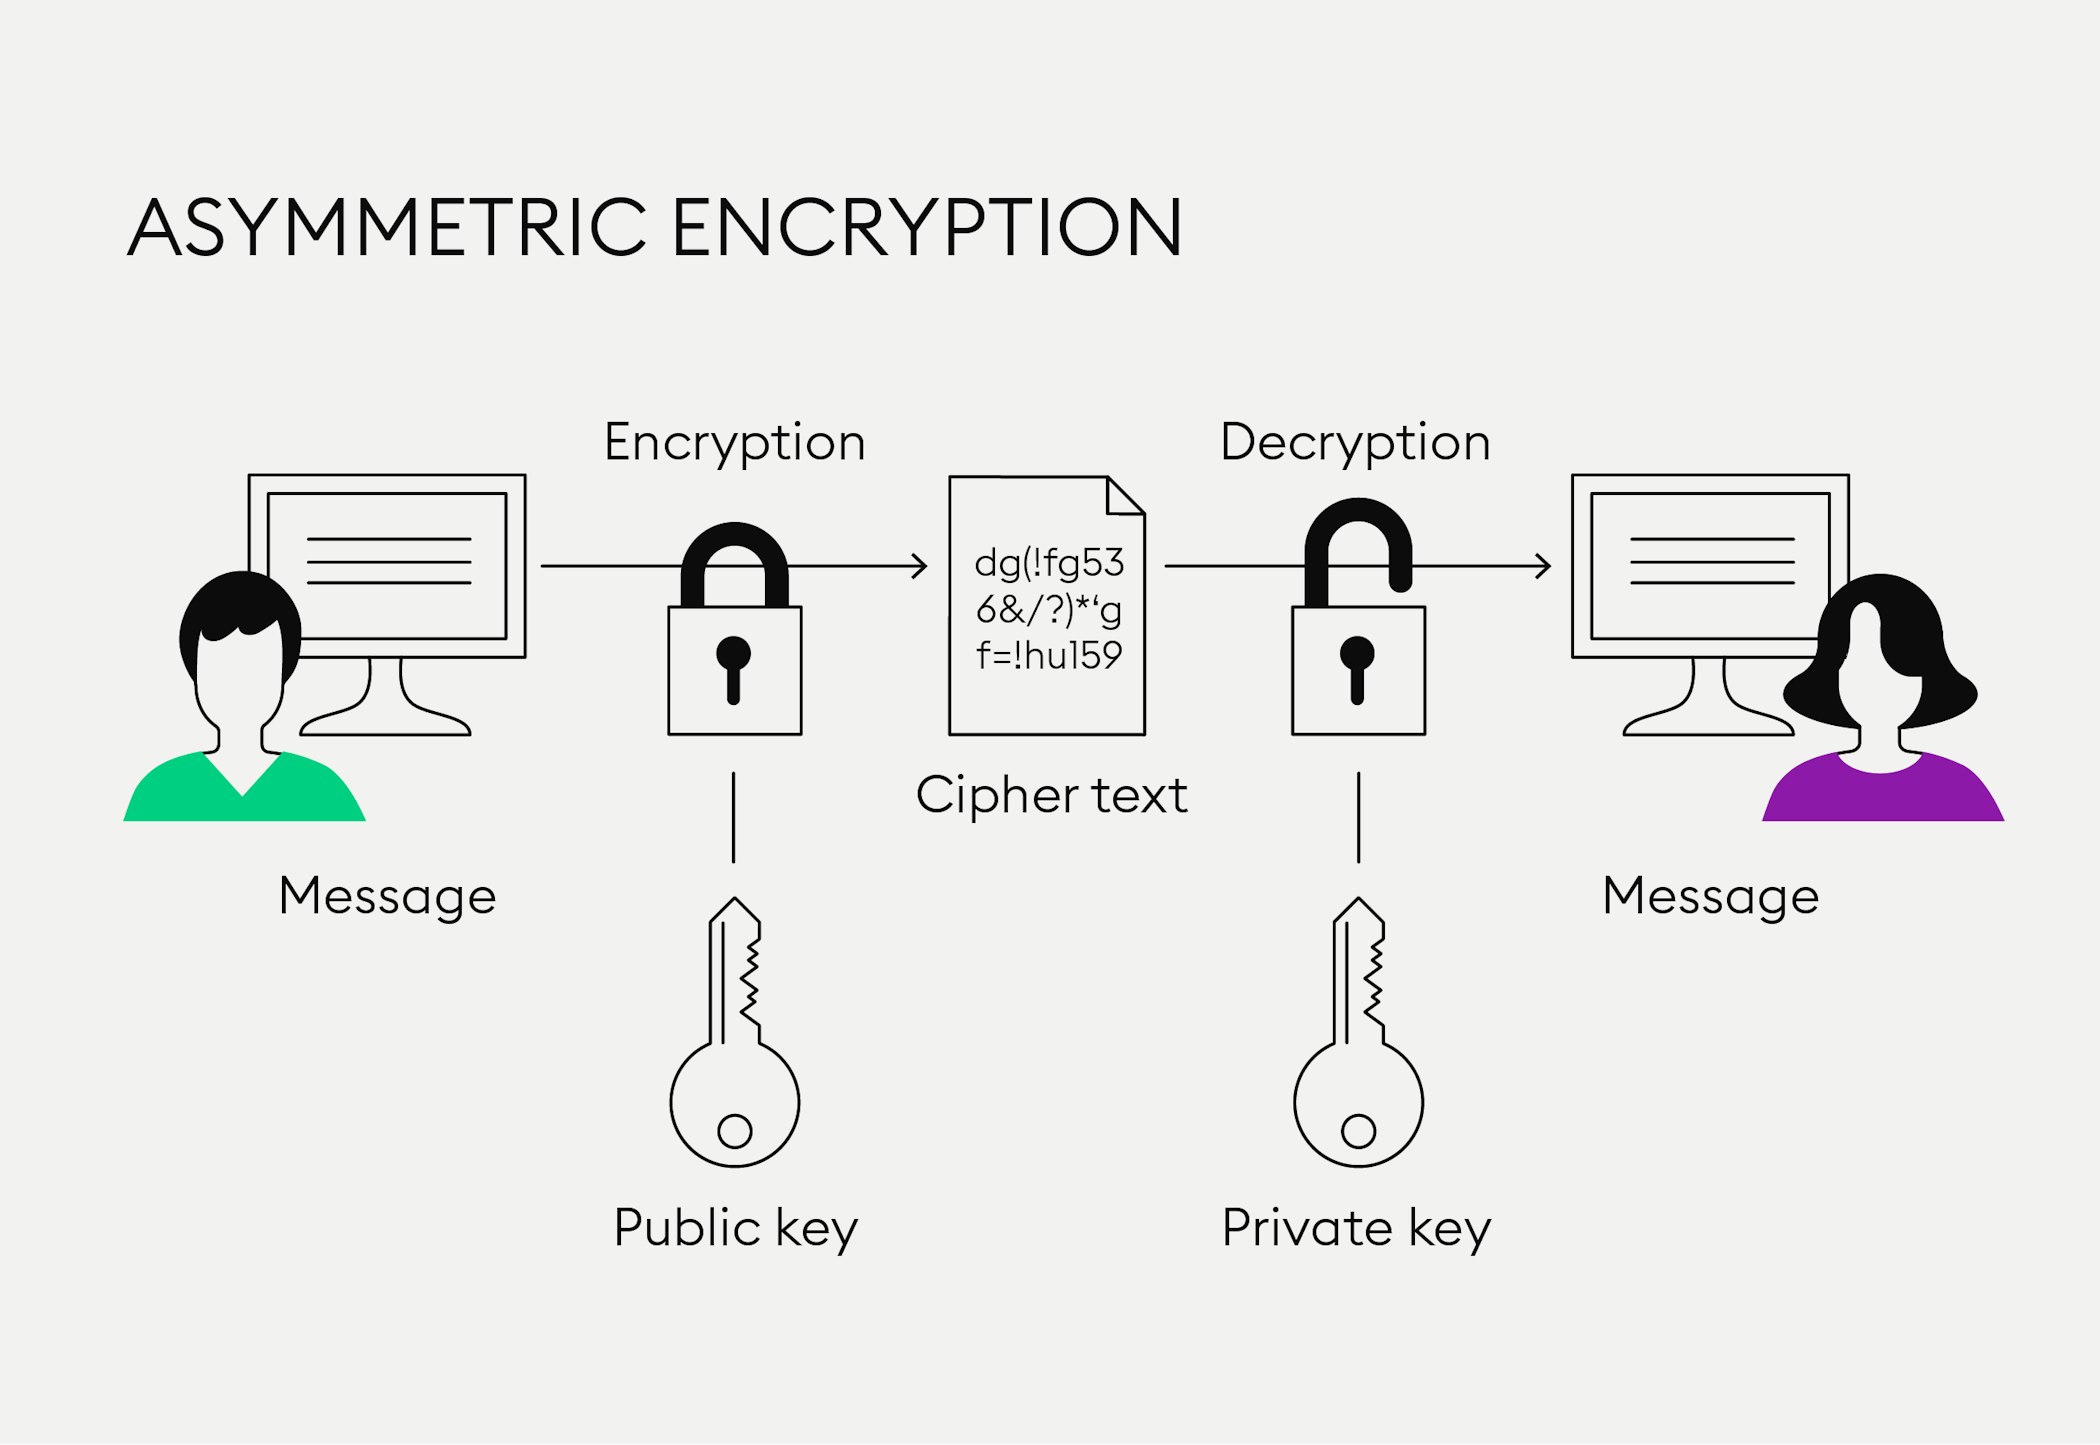 ASYMMETRIC ENCRYPTION
Encryption
Decryption
dg(!fg53
6&/?)*‘g
f=!hu159
Cipher text
Message
Message
Public key
Private key